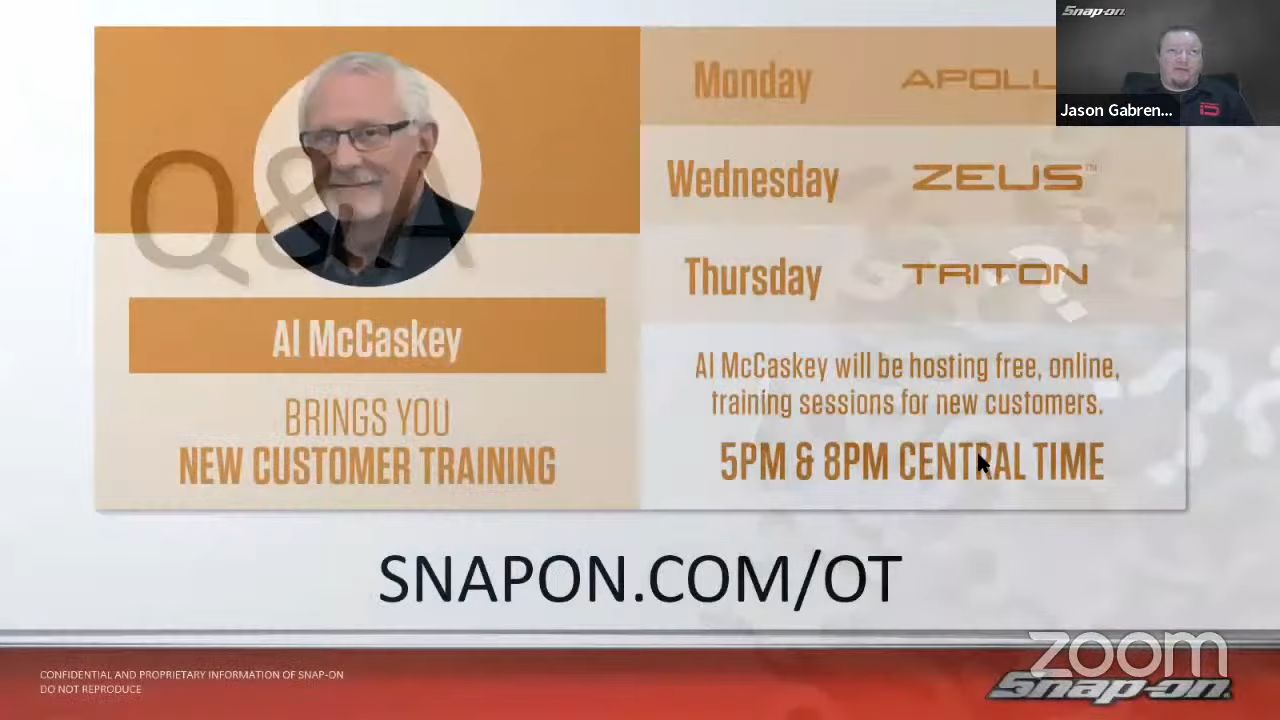 Snap-on
Jason Gabren...
Q&A
Al McCaskey
BRINGS YOU
NEW CUSTOMER TRAINING
Monday APOLL
Wednesday ZEUS™
Thursday TRITON
Al McCaskey will be hosting free, online,
training sessions for new customers.
5PM & 8PM CENTRAL TIME
SNAPON.COM/OT
CONFIDENTIAL AND PROPRIETARY INFORMATION OF SNAP-ON
DO NOT REPRODUCE
zoom
Snap-on